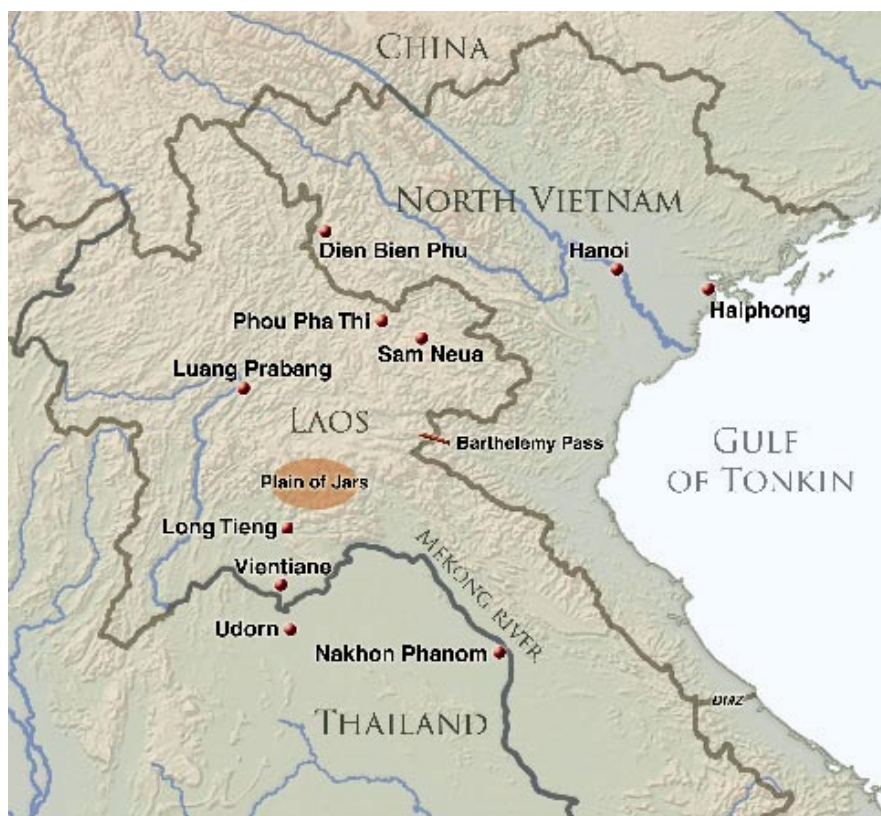 CHINA
NORTH VIETNAM
Dien Bien Phu
Hanoi
Haiphong
Phou Pha Thi
Sam Neua
Luang Prabang
LAOS
Barthelemy Pass
GULF
OF TONKIN
Plain of Jars
Long Tieng
MEKONG RIVER
Vientiane
Udorn
Nakhon Phanom
DMZ
THAILAND